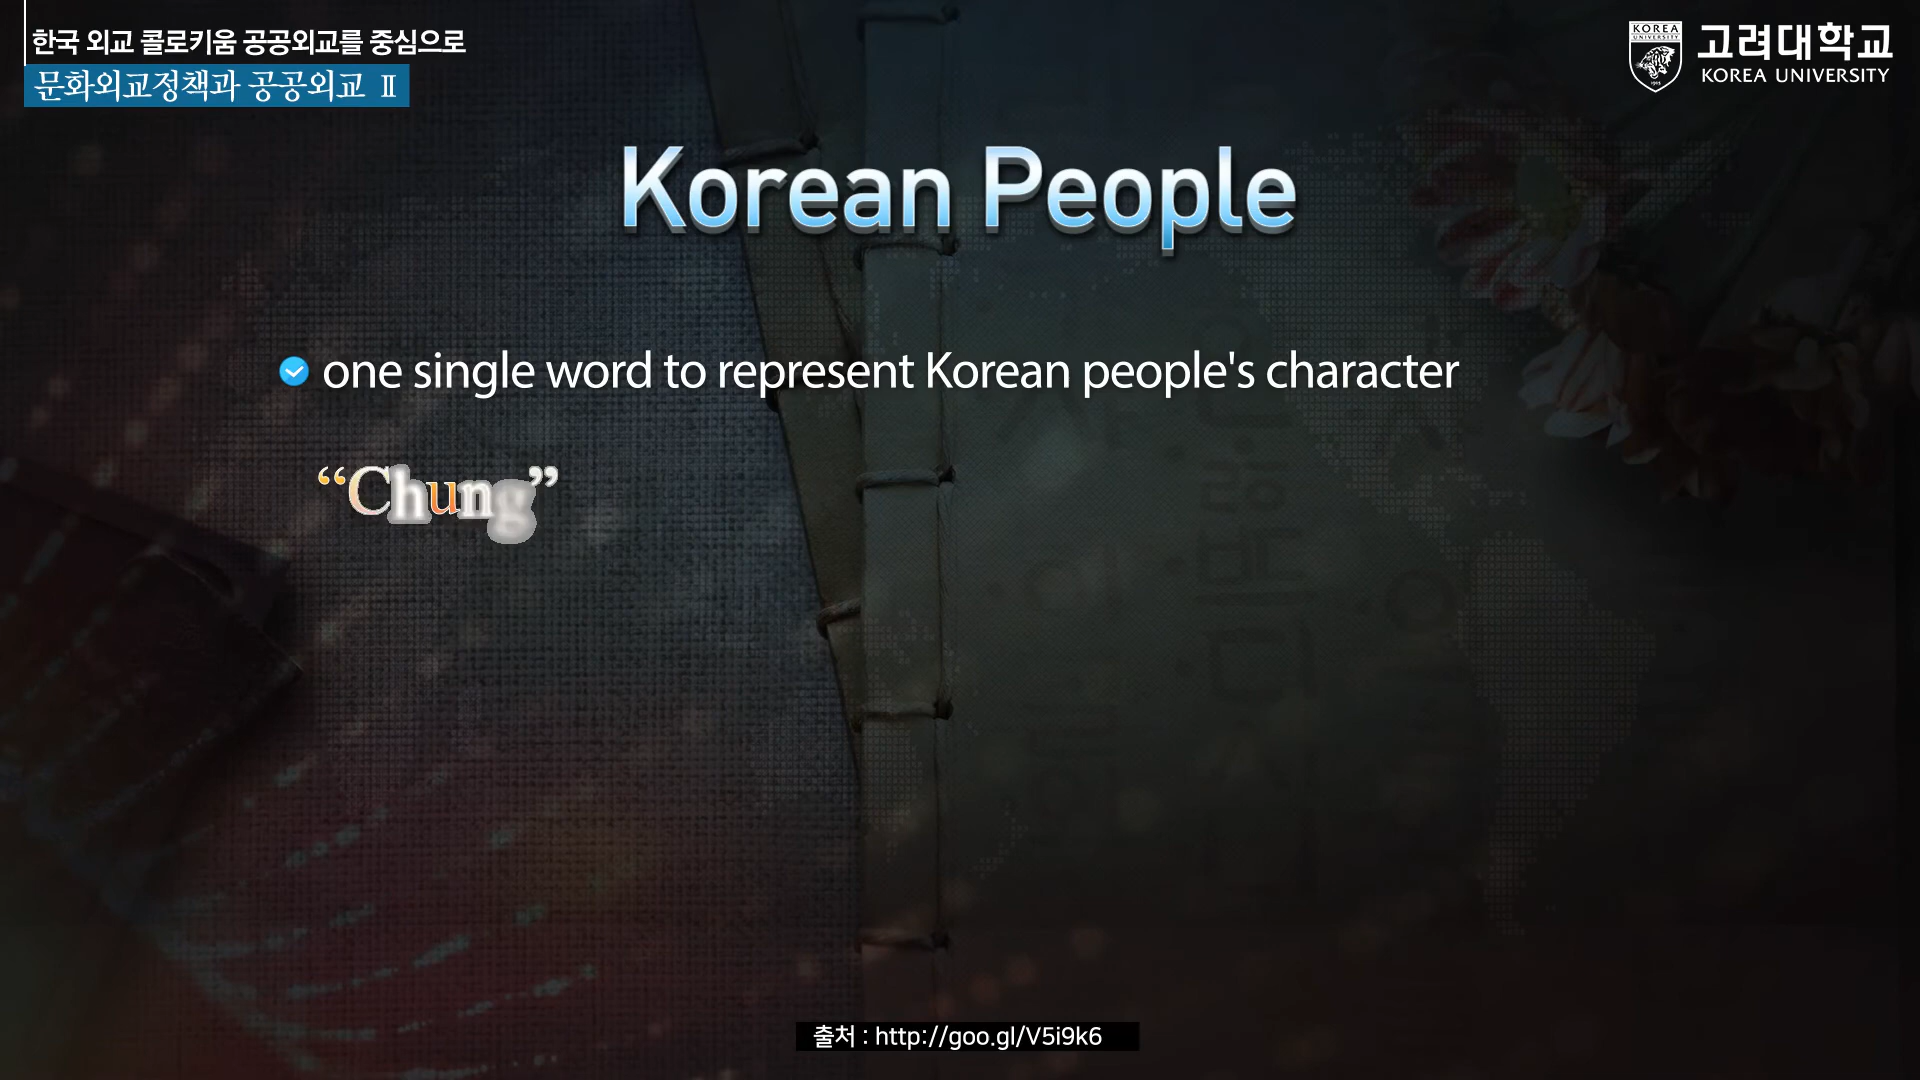 한국 외교 콜로키움 공공외교를 중심으로
문화외교정책과 공공외교 Ⅱ
KOREA
UNIVERSITY
고려대학교
KOREA UNIVERSITY
Korean People
one single word to represent Korean people's character
“Chung”
출처 : http://goo.gl/V5i9k6